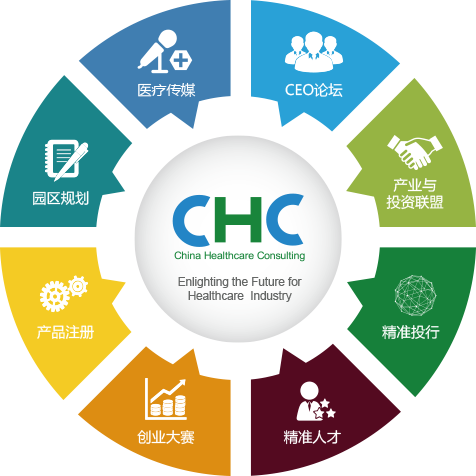 医疗传媒
CEO论坛
园区规划
产业与
投资联盟
CHC
China Healthcare Consulting
Enlighting the Future for
Healthcare Industry
产品注册
精准投行
创业大赛
精准人才